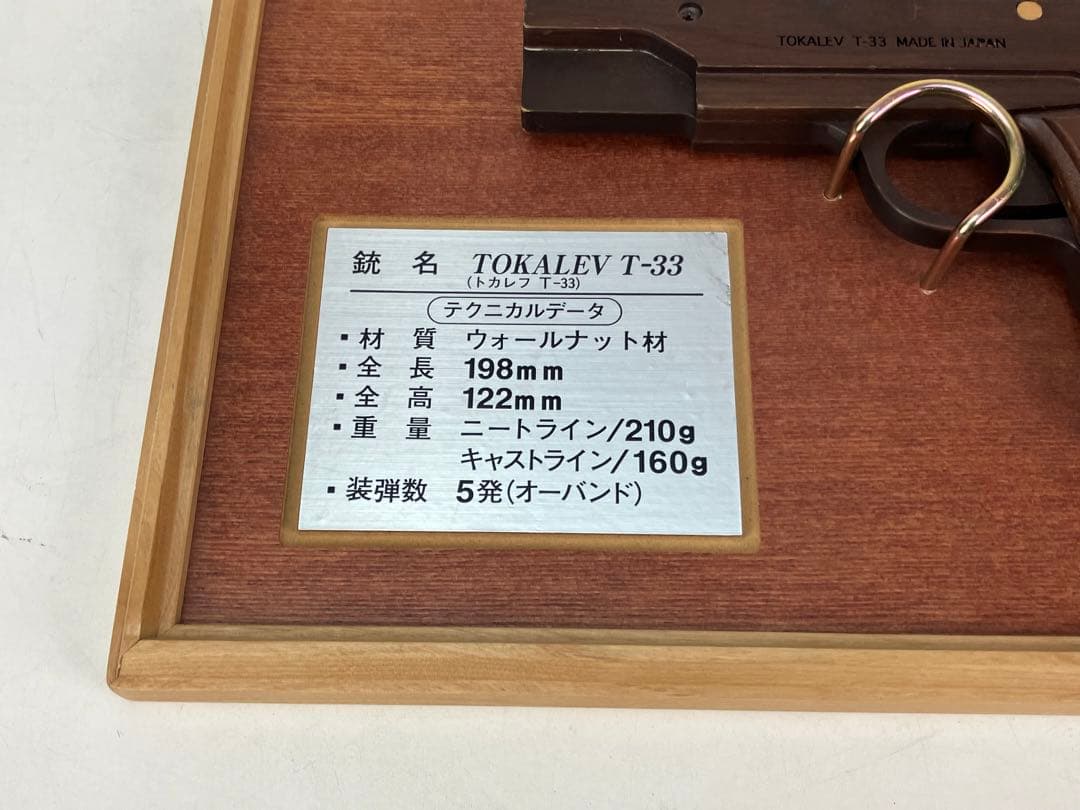 TOKALEV T-33 MADE IN JAPAN
銃 名 TOKALEV T-33
(トカレフ T-33)
テクニカルデータ
▪材 質 ウォールナット材
▪全 長 198mm
▪全 高 122mm
▪重 量 ニートライン/210g
キャストライン/160g
▪装弾数 5発(オーバンド)